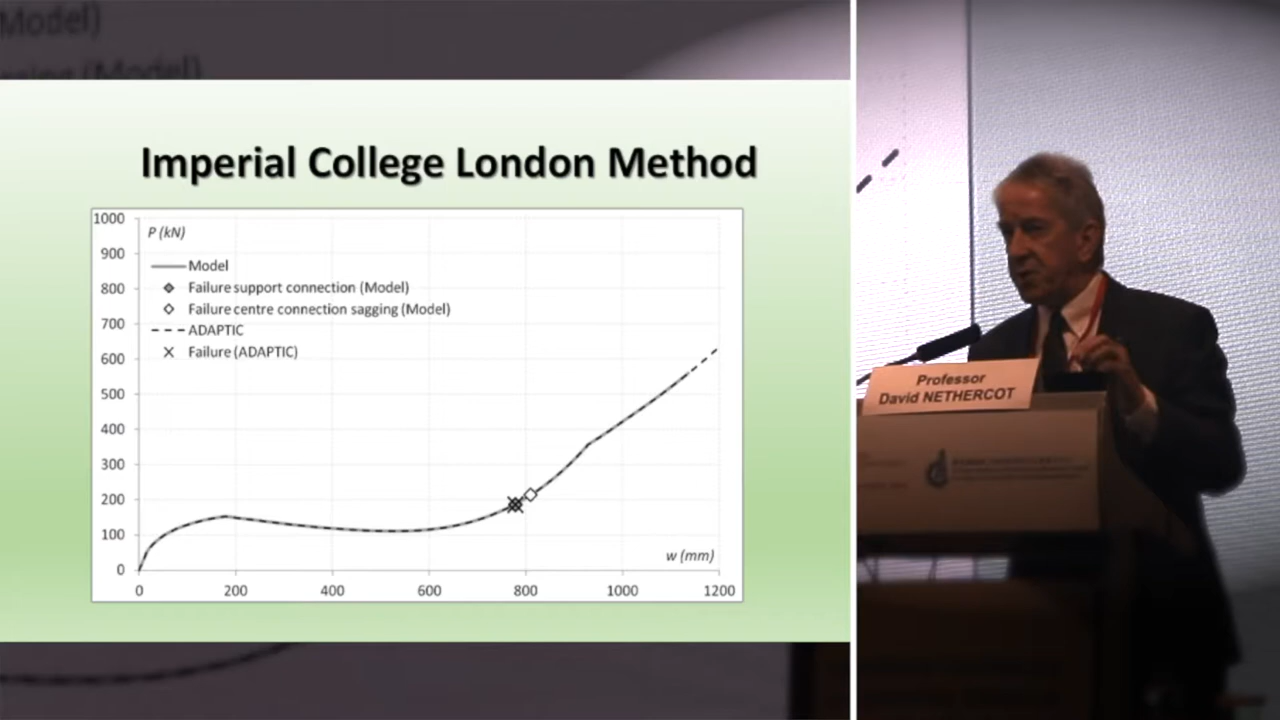 Model)
(Model)
Imperial College London Method
1000
P (kN)
900
Model
800
Failure support connection (Model)
Failure centre connection sagging (Model)
700
ADAPTIC
600
Failure (ADAPTIC)
500
400
300
200
100
w (mm)
0
0
200
400
600
800
1000
1200
Professor
David NETHERCOT